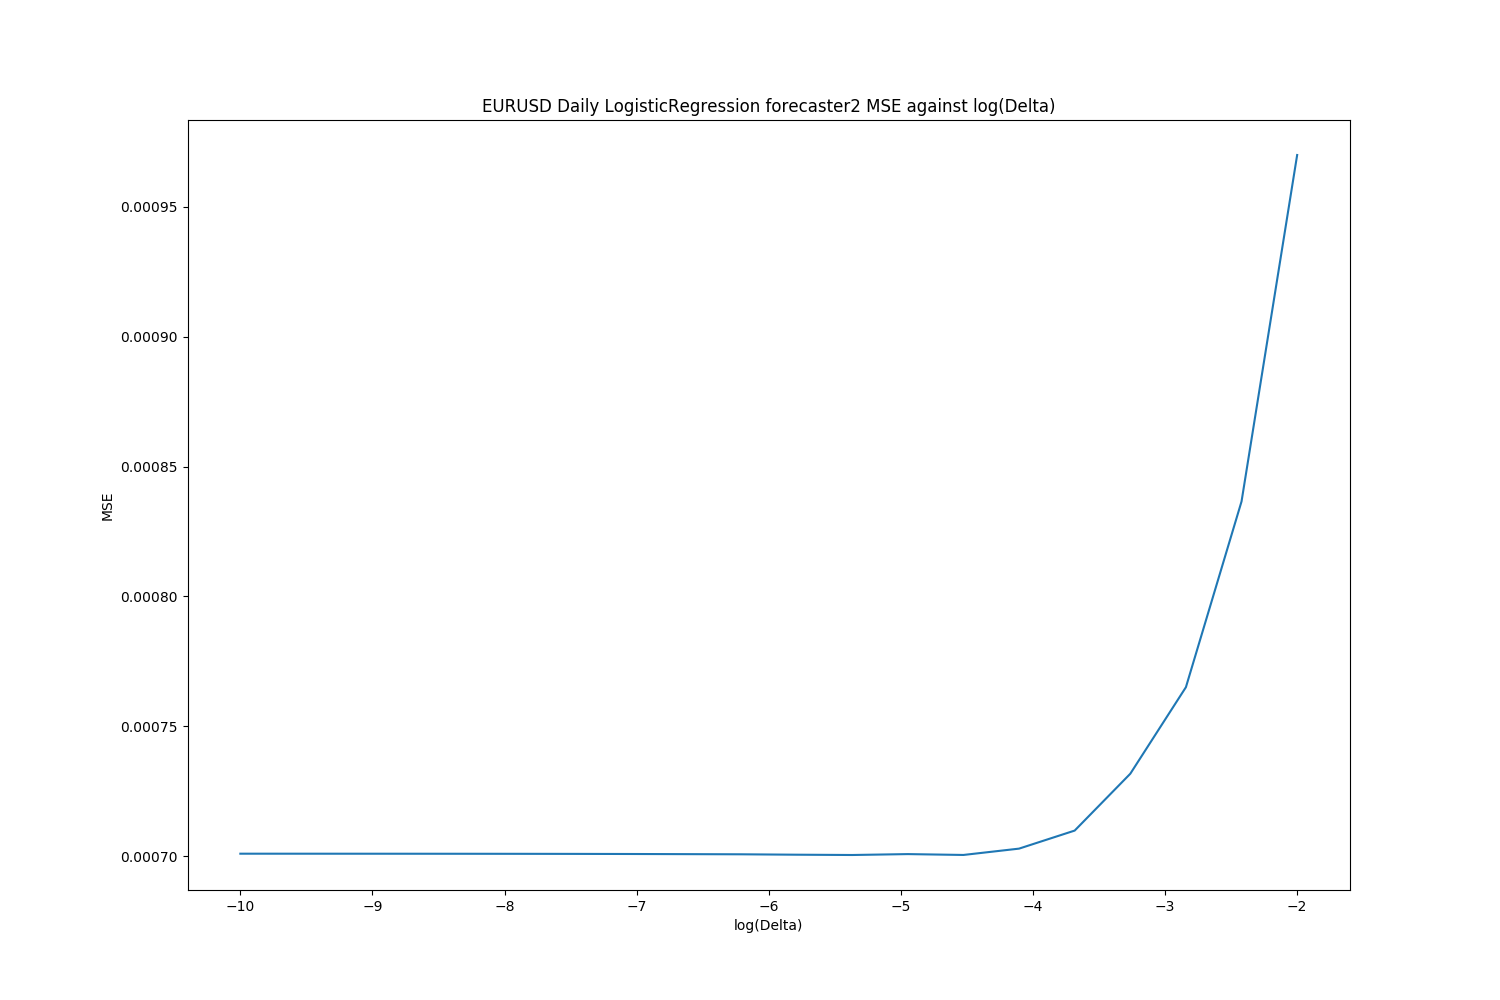 EURUSD Daily LogisticRegression forecaster2 MSE against log(Delta)
0.00095
0.00090
0.00085
MSE
0.00080
0.00075
0.00070
−10 −9 −8 −7 −6 −5 −4 −3 −2
log(Delta)